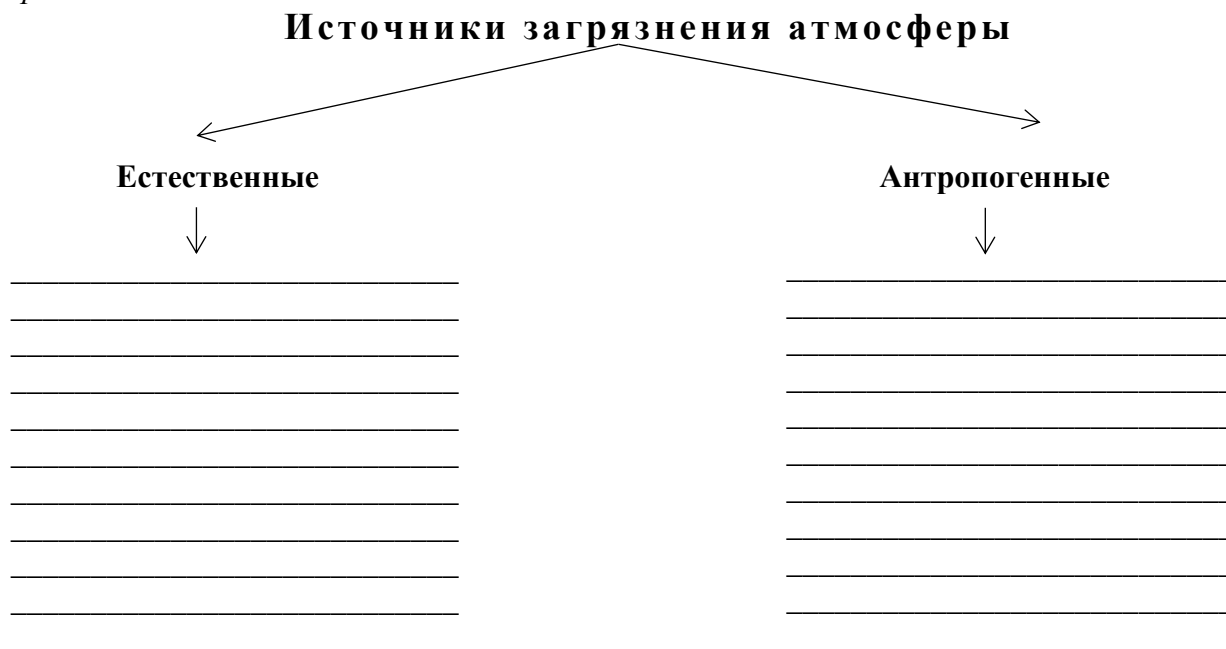 Источники загрязнения атмосферы
Естественные
Антропогенные